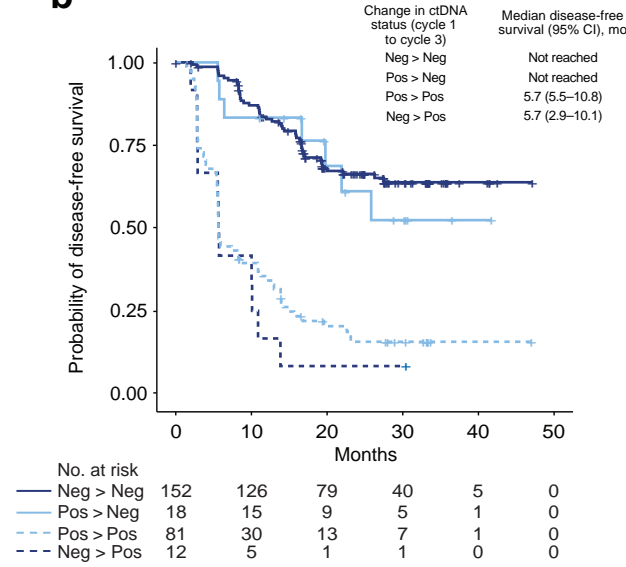 b
Change in ctDNA
status (cycle 1
to cycle 3)
Median disease-free
survival (95% CI), mo
Neg > Neg Not reached
Pos > Neg Not reached
Pos > Pos 5.7 (5.5–10.8)
Neg > Pos 5.7 (2.9–10.1)
Probability of disease-free survival
1.00
0.75
0.50
0.25
0.00
0 10 20 30 40 50
Months
No. at risk
Neg > Neg 152 126 79 40 5 0
Pos > Neg 18 15 9 5 1 0
Pos > Pos 81 30 13 7 1 0
Neg > Pos 12 5 1 1 0 0